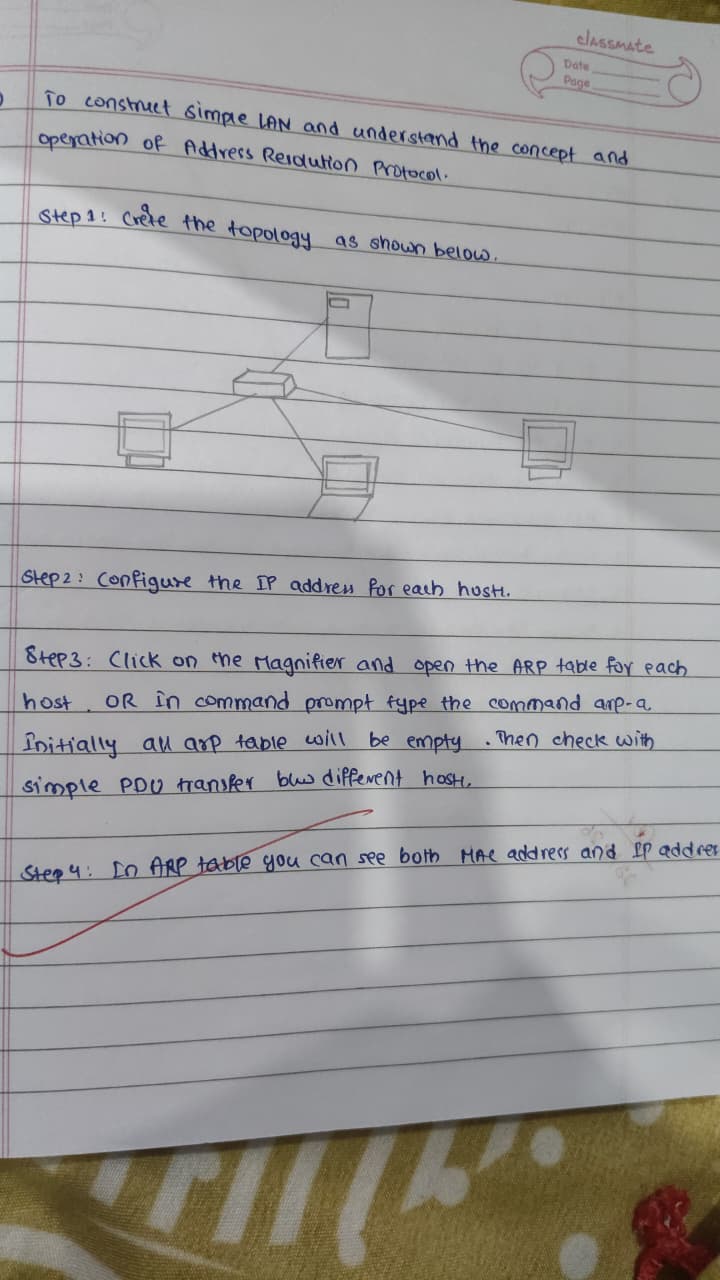 classmate
Date
Page
To construct simple LAN and understand the concept and
operation of Address Resolution Protocol.
Step 1: Crete the topology as shown below.
a
Step 2: Configure the IP address for each host.
Step 3: Click on the Magnifier and open the ARP table for each
host. OR in command prompt type the command arp-a.
Initially all arp table will be empty. Then check with
simple PDU transfer b/w different host.
Step 4: In ARP table you can see both MAC address and IP addres